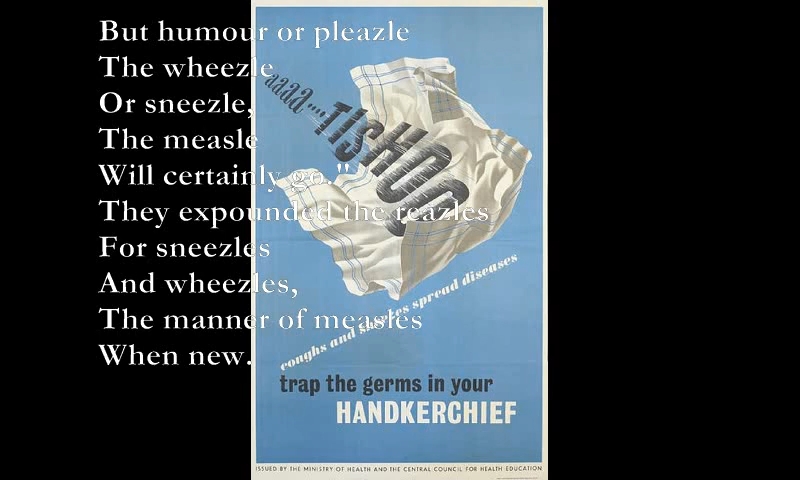 But humour or pleazle
The wheezle
Or sneezle,
The measle
Will certainly go."
They expounded the reazles
For sneezles
And wheezles,
The manner of measles
When new.
aaaa....TISHOO
coughs and sneezes spread diseases
trap the germs in your
HANDKERCHIEF
ISSUED BY THE MINISTRY OF HEALTH AND THE CENTRAL COUNCIL FOR HEALTH EDUCATION